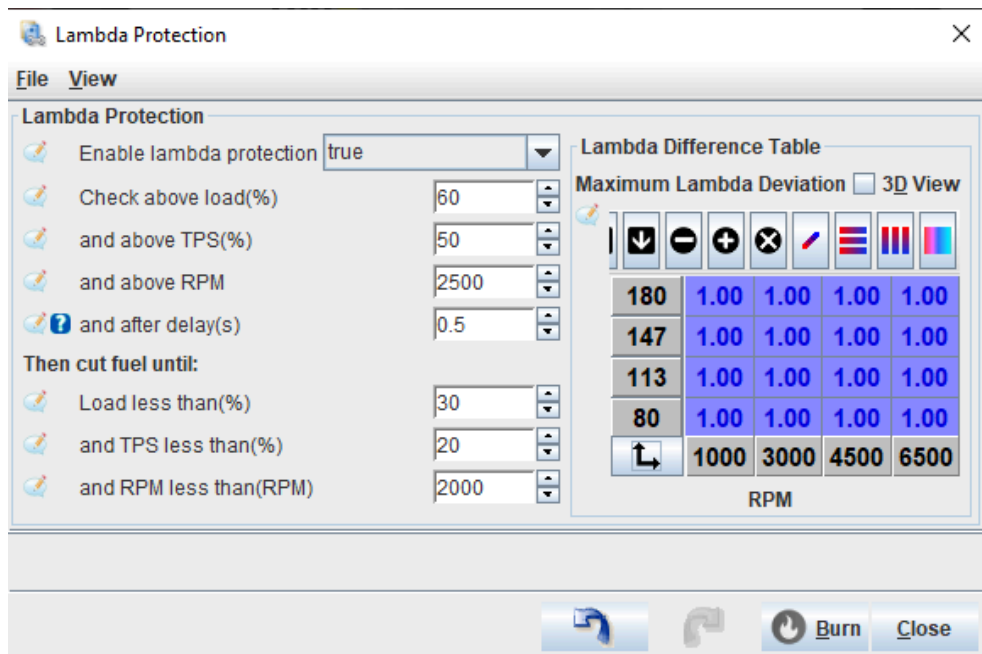 Lambda Protection
File View
Lambda Protection
Enable lambda protection true
Check above load(%) 60
and above TPS(%) 50
and above RPM 2500
? and after delay(s) 0.5
Then cut fuel until:
Load less than(%) 30
and TPS less than(%) 20
and RPM less than(RPM) 2000
Lambda Difference Table
Maximum Lambda Deviation 3D View
180 1.00 1.00 1.00 1.00
147 1.00 1.00 1.00 1.00
113 1.00 1.00 1.00 1.00
80 1.00 1.00 1.00 1.00
1000 3000 4500 6500
RPM
Burn Close